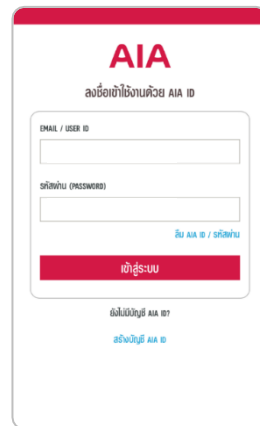 AIA
ลงชื่อเข้าใช้งานด้วย AIA ID
EMAIL / USER ID
รหัสผ่าน (PASSWORD)
ลืม AIA ID / รหัสผ่าน
เข้าสู่ระบบ
ยังไม่มีบัญชี AIA ID?
สร้างบัญชี AIA ID